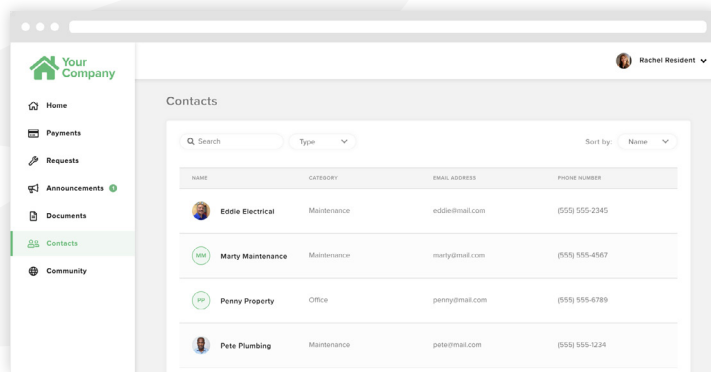 Your
Company
Rachel Resident
Home
Payments
Requests
Announcements 1
Documents
Contacts
Community
Contacts
Search
Type
Sort by:
Name
NAME CATEGORY EMAIL ADDRESS PHONE NUMBER
Eddie Electrical Maintenance eddie@mail.com (555) 555-2345
MM Marty Maintenance Maintenance marty@mail.com (555) 555-4567
PP Penny Property Office penny@mail.com (555) 555-6789
Pete Plumbing Maintenance pete@mail.com (555) 555-1234